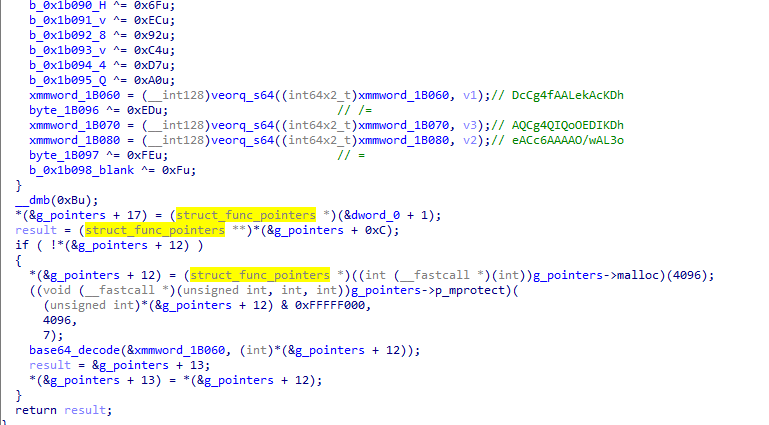 b_0x1b090_H ^= 0x6Fu;
b_0x1b091_v ^= 0xECu;
b_0x1b092_8 ^= 0x92u;
b_0x1b093_v ^= 0xC4u;
b_0x1b094_4 ^= 0xD7u;
b_0x1b095_Q ^= 0xA0u;
xmmword_1B060 = (__int128)veorq_s64((int64x2_t)xmmword_1B060, v1);// DcCg4fAALekAcKDh
byte_1B096 ^= 0xEDu; // /=
xmmword_1B070 = (__int128)veorq_s64((int64x2_t)xmmword_1B070, v3);// AQCg4QIQoOEDIKDh
xmmword_1B080 = (__int128)veorq_s64((int64x2_t)xmmword_1B080, v2);// eACc6AAAAO/wAL3o
byte_1B097 ^= 0xFEu; // =
b_0x1b098_blank ^= 0xFu;
}
__dmb(0xBu);
*(&g_pointers + 17) = (struct_func_pointers *)(&dword_0 + 1);
result = (struct_func_pointers **)*(&g_pointers + 0xC);
if ( !*(&g_pointers + 12) )
{
*(&g_pointers + 12) = (struct_func_pointers *)((int (__fastcall *)(int))g_pointers->malloc)(4096);
((void (__fastcall *)(unsigned int, int, int))g_pointers->p_mprotect)(
(unsigned int)*(&g_pointers + 12) & 0xFFFFF000,
4096,
7);
base64_decode(&xmmword_1B060, (int)*(&g_pointers + 12));
result = &g_pointers + 13;
*(&g_pointers + 13) = *(&g_pointers + 12);
}
return result;
}